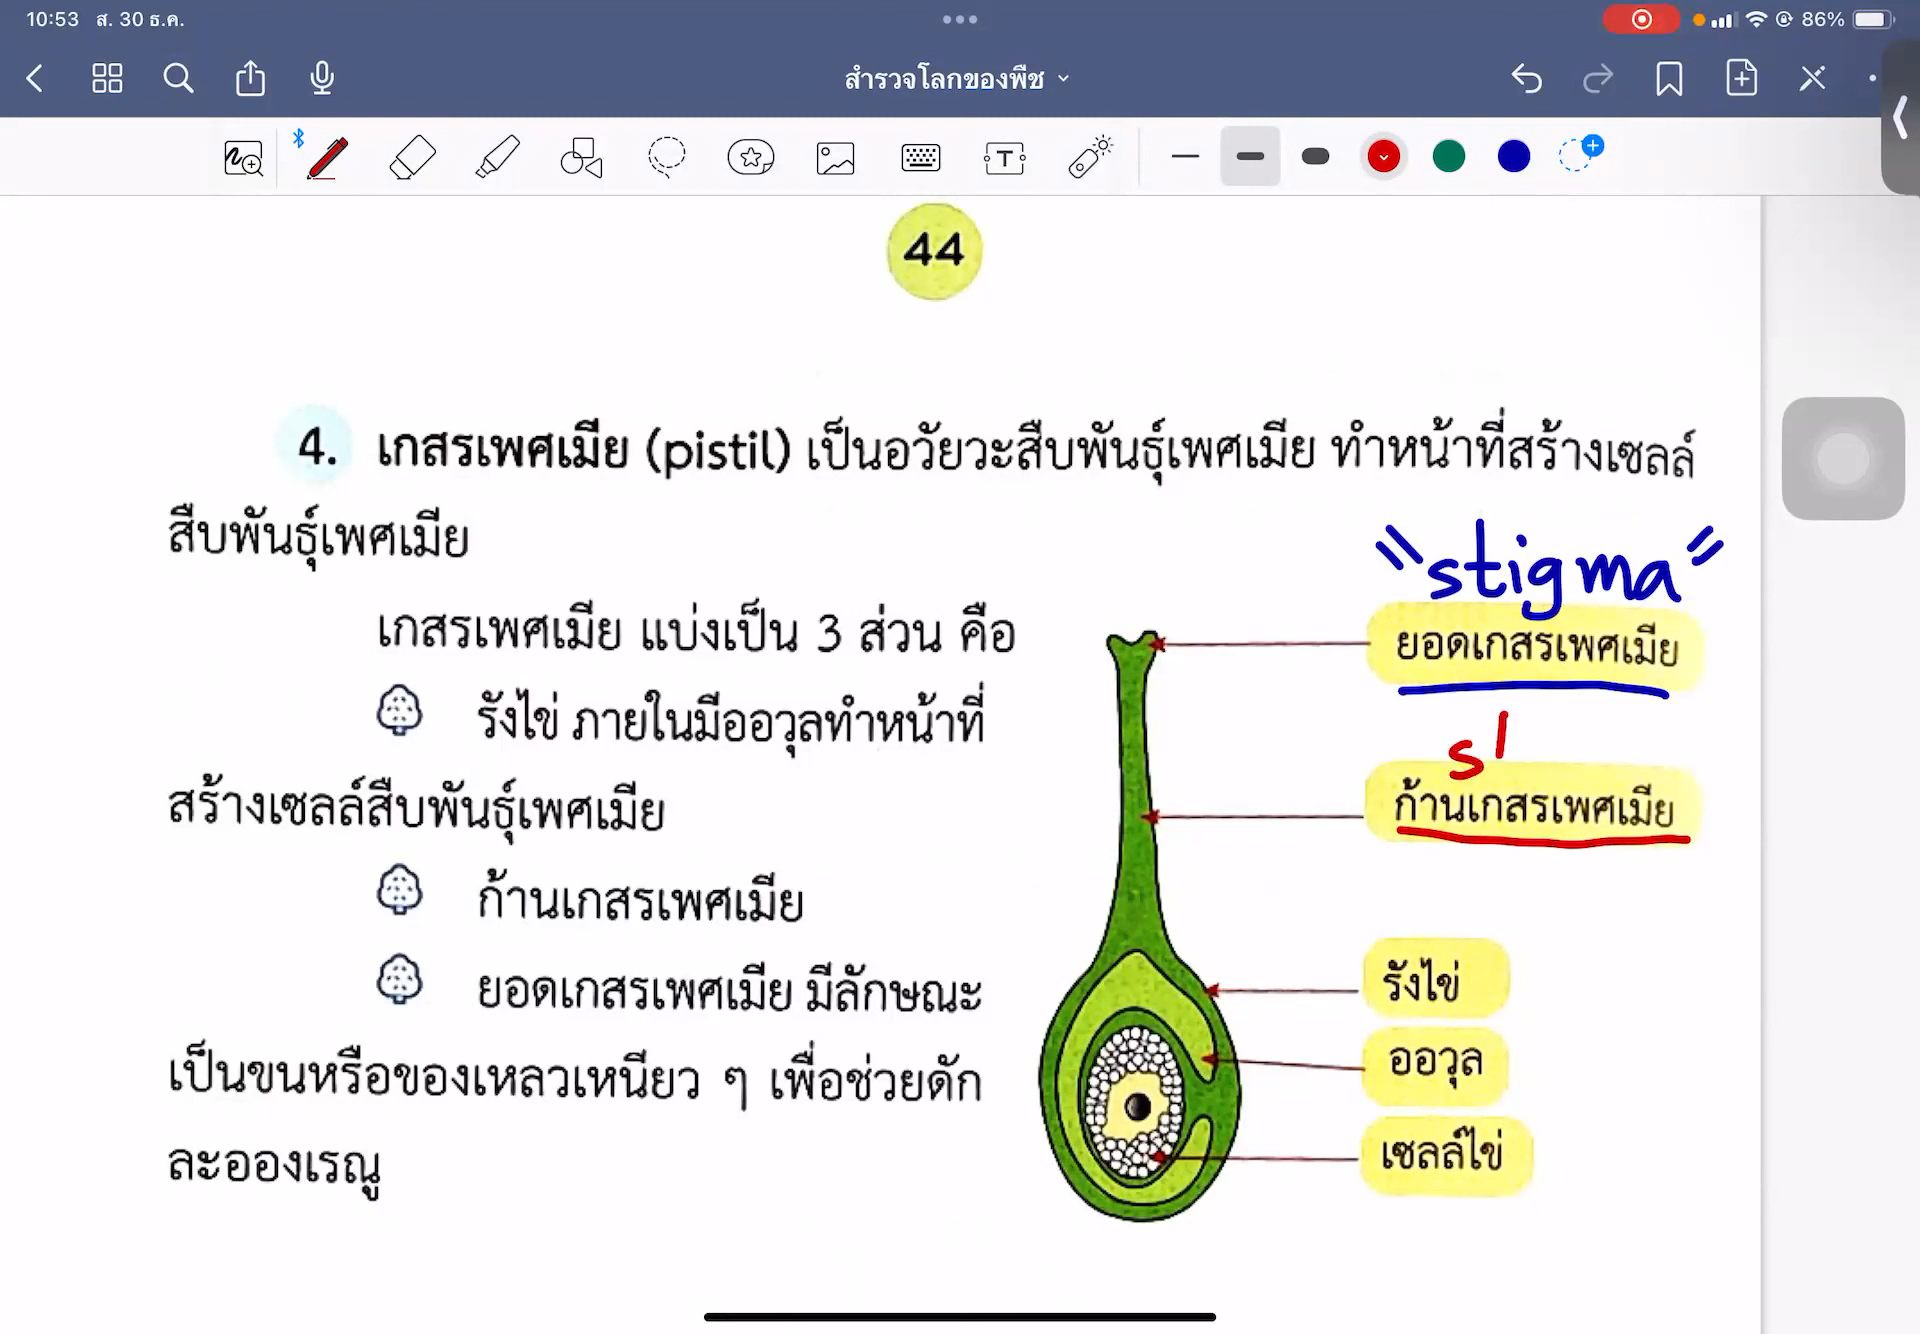 10:53 ส. 30 ธ.ค.
86%
สำรวจโลกของพืช
44
4. เกสรเพศเมีย (pistil) เป็นอวัยวะสืบพันธุ์เพศเมีย ทำหน้าที่สร้างเซลล์
สืบพันธุ์เพศเมีย
"stigma"
เกสรเพศเมีย แบ่งเป็น 3 ส่วน คือ
ยอดเกสรเพศเมีย
รังไข่ ภายในมีออวุลทำหน้าที่
sl
สร้างเซลล์สืบพันธุ์เพศเมีย
ก้านเกสรเพศเมีย
ก้านเกสรเพศเมีย
ยอดเกสรเพศเมีย มีลักษณะ
รังไข่
เป็นขนหรือของเหลวเหนียว ๆ เพื่อช่วยดัก
ออวุล
ละอองเรณู
เซลล์ไข่